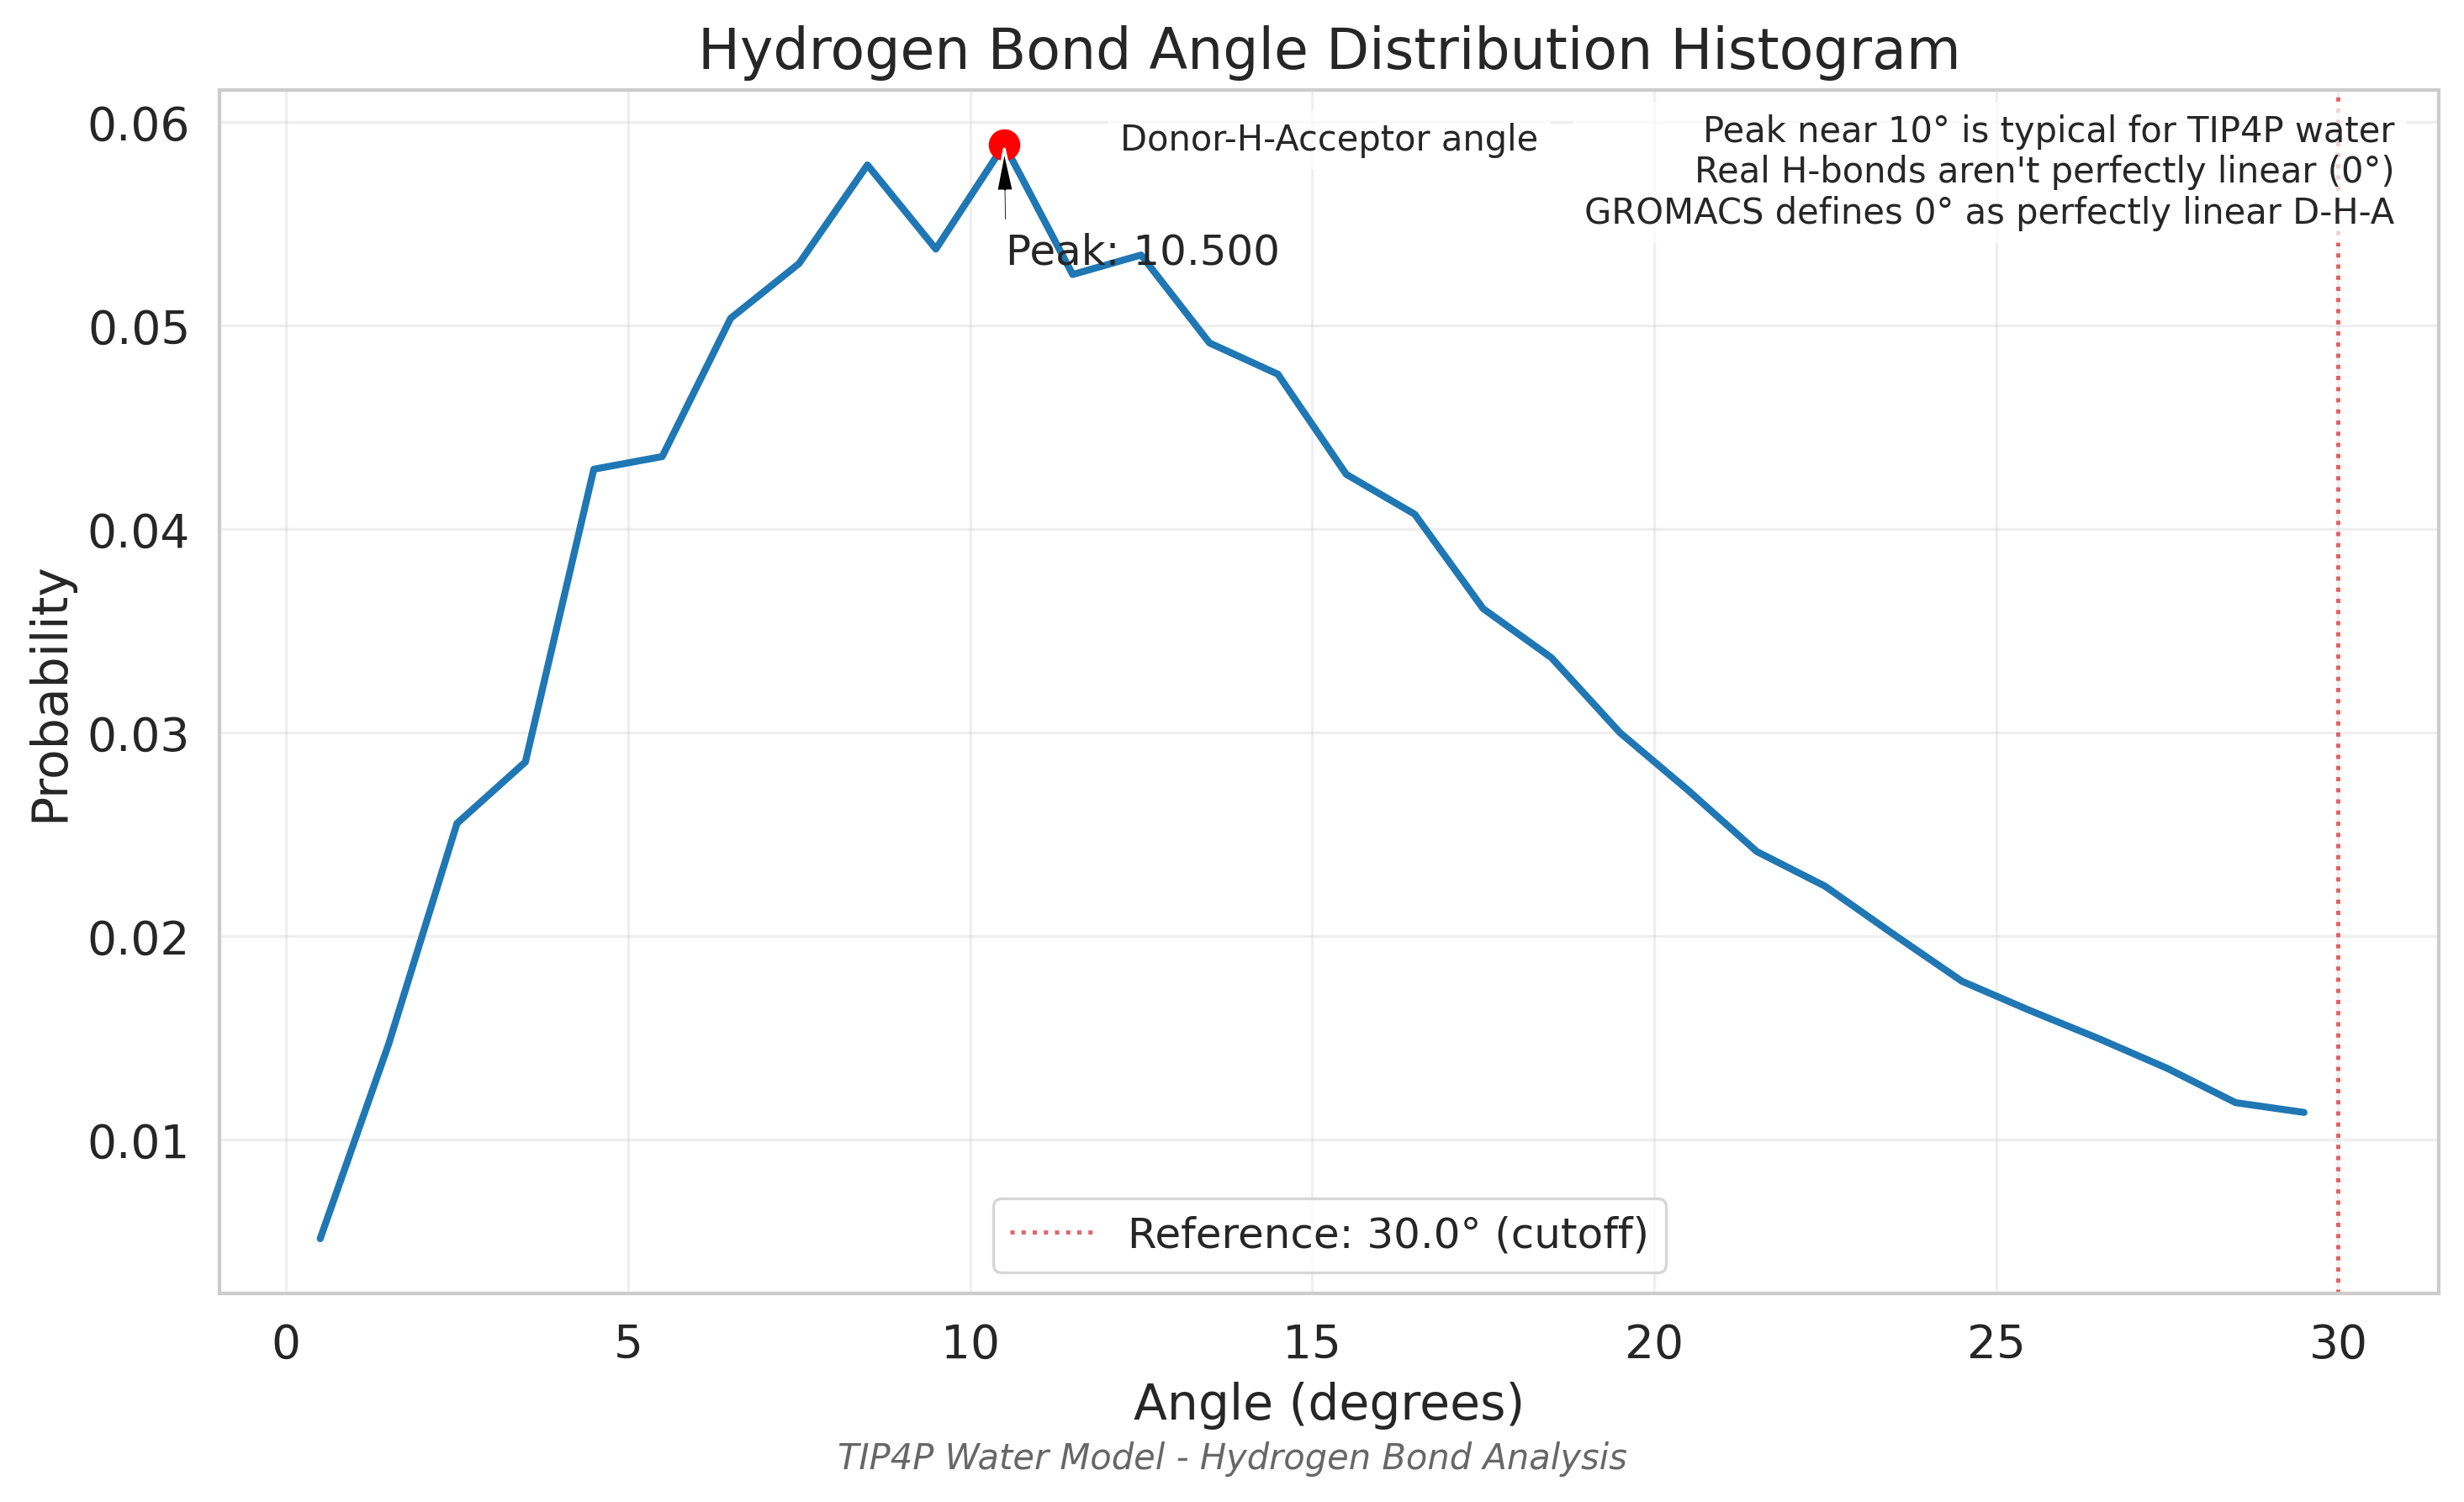 Hydrogen Bond Angle Distribution Histogram
0.06
0.05
0.04
0.03
0.02
0.01
Probability
Donor-H-Acceptor angle
Peak near 10° is typical for TIP4P water
Real H-bonds aren't perfectly linear (0°)
GROMACS defines 0° as perfectly linear D-H-A
Peak: 10.500
Reference: 30.0° (cutoff)
0 5 10 15 20 25 30
Angle (degrees)
TIP4P Water Model - Hydrogen Bond Analysis